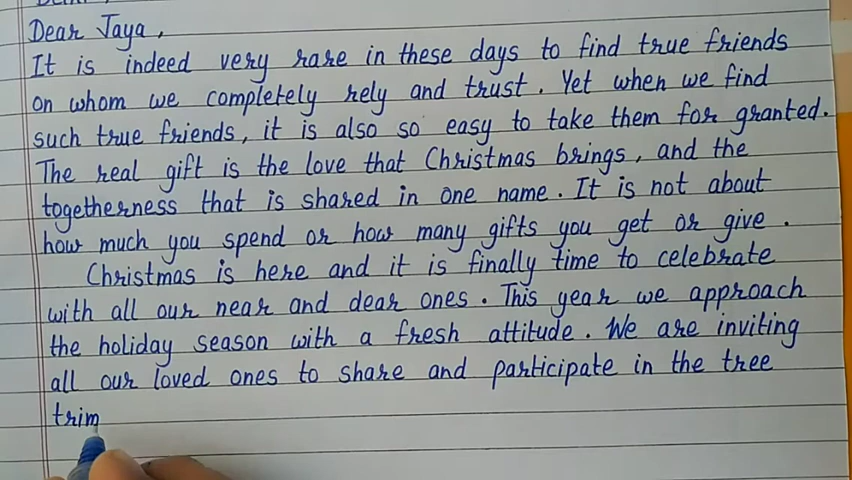 Dear Jaya,
It is indeed very rare in these days to find true friends
on whom we completely rely and trust. Yet when we find
such true friends, it is also so easy to take them for granted.
The real gift is the love that Christmas brings, and the
togetherness that is shared in one name. It is not about
how much you spend or how many gifts you get or give.
Christmas is here and it is finally time to celebrate
with all our near and dear ones. This year we approach
the holiday season with a fresh attitude. We are inviting
all our loved ones to share and participate in the tree
trim